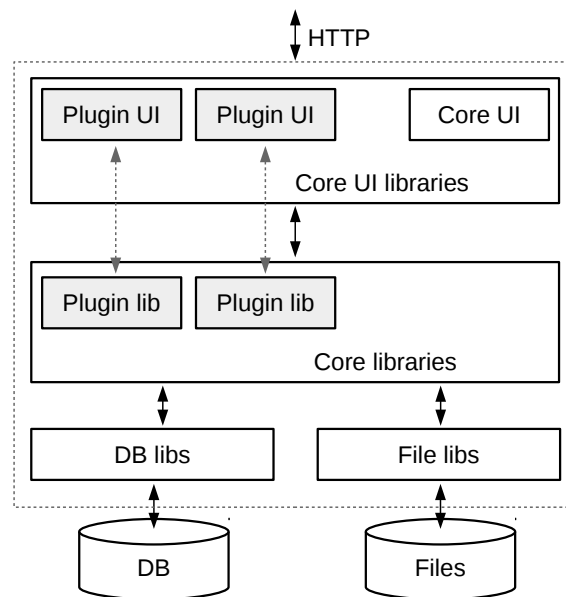 HTTP
Plugin UI
Plugin UI
Core UI
Core UI libraries
Plugin lib
Plugin lib
Core libraries
DB libs
File libs
DB
Files